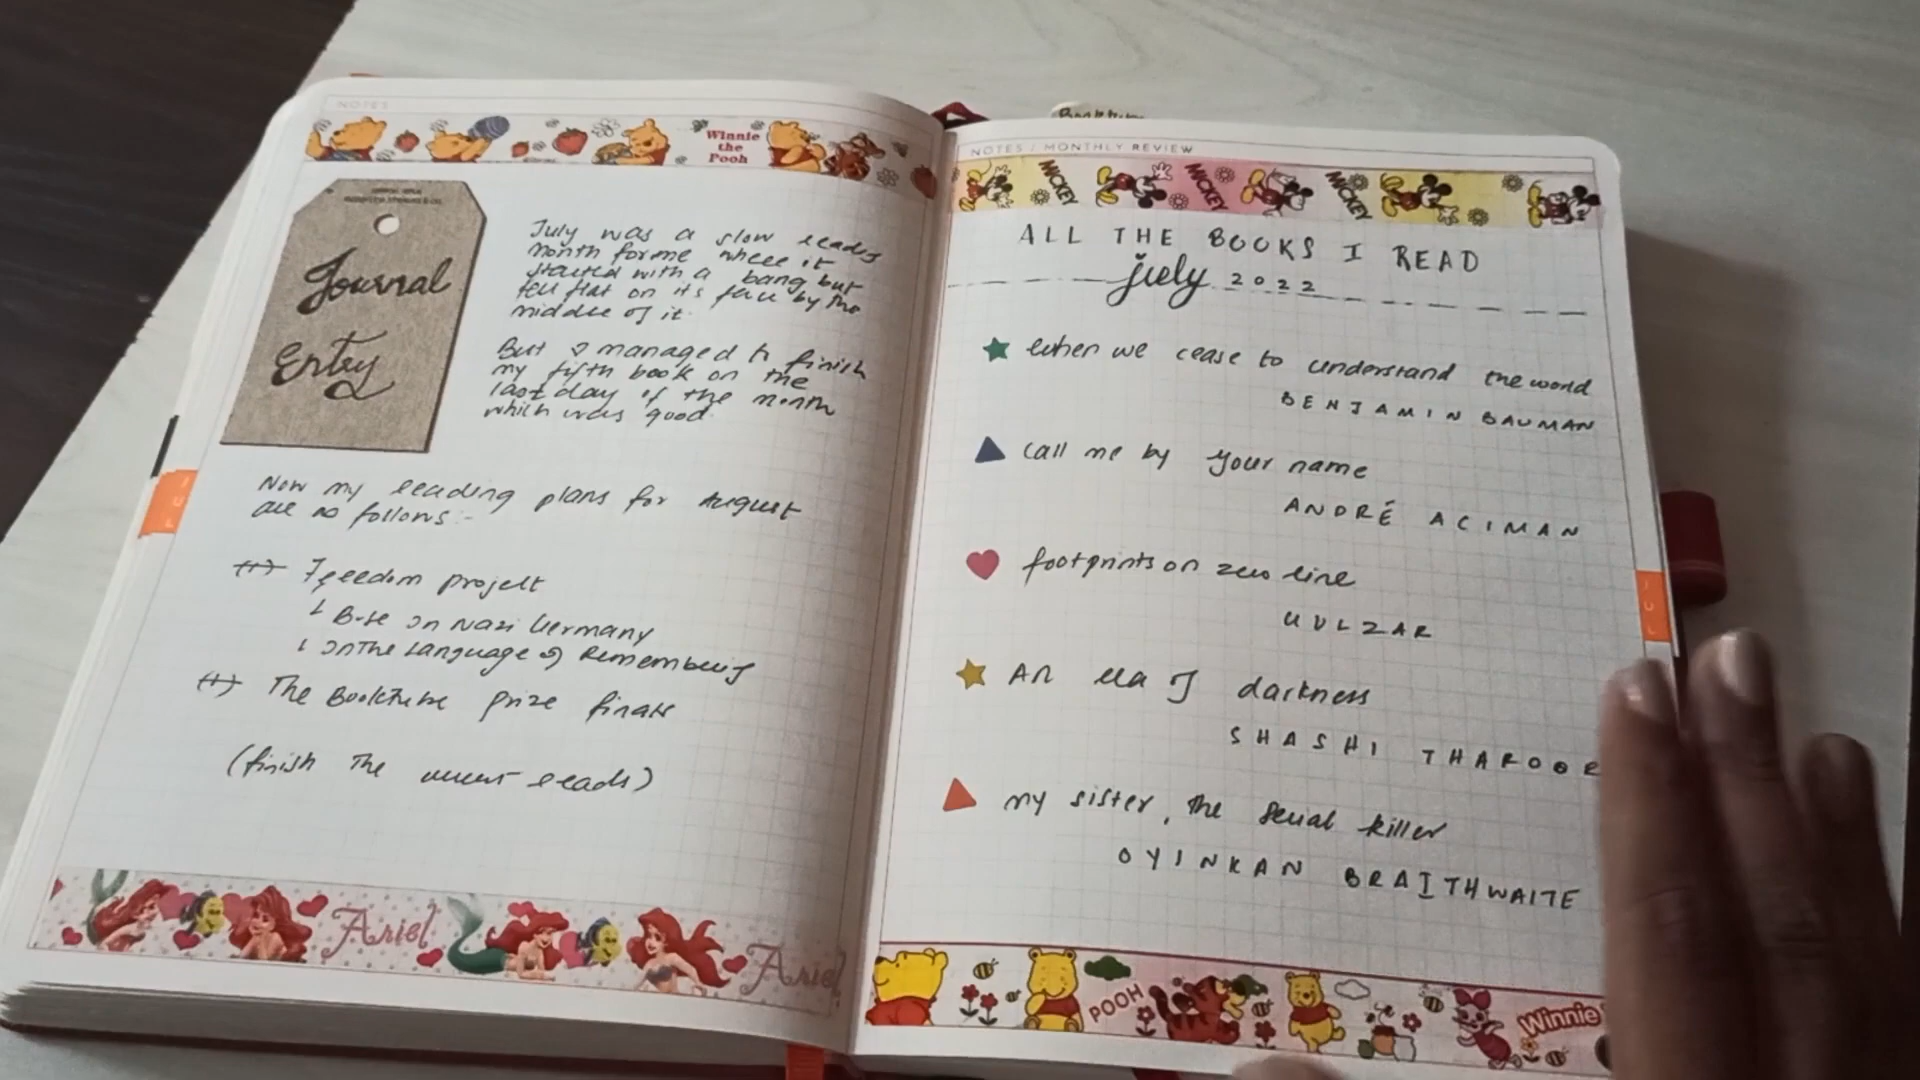 NOTES
Winnie
the
Pooh
Journal
Entry
July was a slow reading
month for me where it
started with a bang but
fell flat on its face by the
middle of it.
But I managed to finish
my fifth book on the
last day of the month
which was good.
Now my reading plans for August
are as follows:-
Freedom project
on Nazi Germany
In the Language of Remembering
The Booktube prize finals
(finish the current reads)
Ariel
Ariel
JUL
NOTES / MONTHLY REVIEW
MICKEY
MICKEY
MICKEY
ALL THE BOOKS I READ
july 2022
when we cease to understand the world
BENJAMIN BAUMAN
call me by your name
ANDRÉ ACIMAN
footprints on zero line
GULZAR
An era of darkness
SHASHI THAROOR
my sister, the serial killer
OYINKAN BRAITHWAITE
POOH
Winnie
JUL